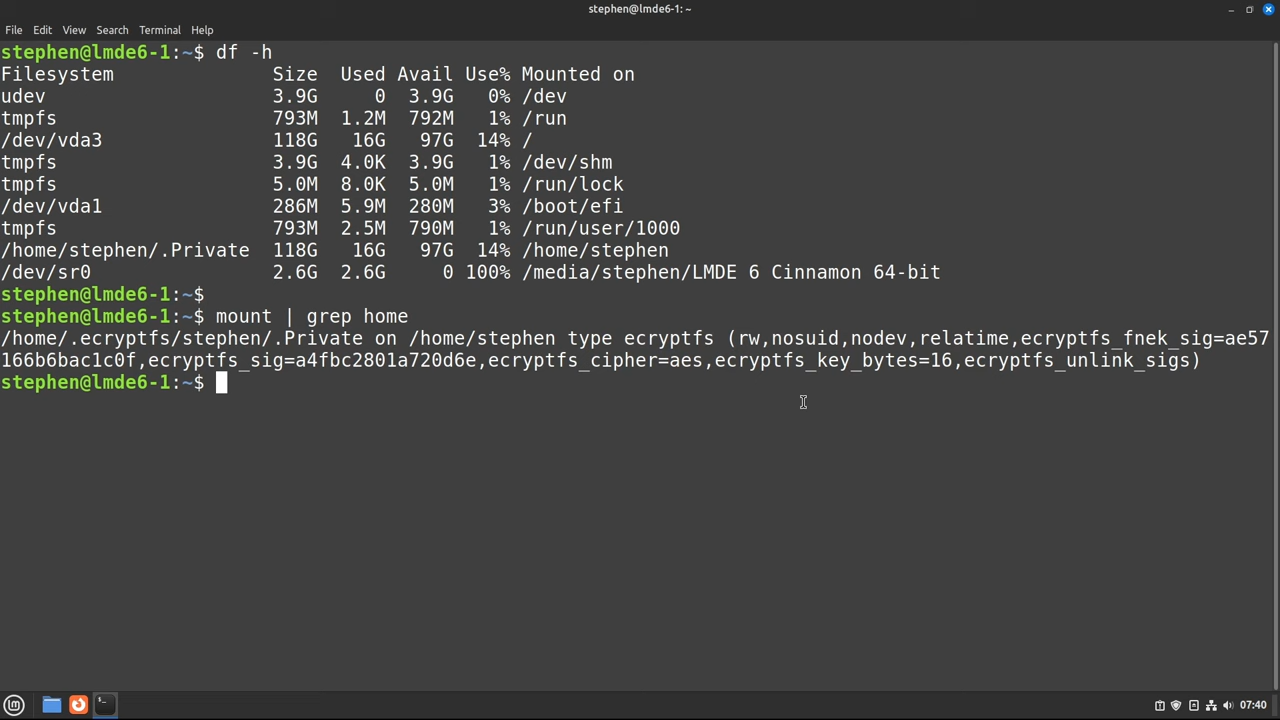 stephen@lmde6-1: ~
File Edit View Search Terminal Help
stephen@lmde6-1:~$ df -h
Filesystem Size Used Avail Use% Mounted on
udev 3.9G 0 3.9G 0% /dev
tmpfs 793M 1.2M 792M 1% /run
/dev/vda3 118G 16G 97G 14% /
tmpfs 3.9G 4.0K 3.9G 1% /dev/shm
tmpfs 5.0M 8.0K 5.0M 1% /run/lock
/dev/vda1 286M 5.9M 280M 3% /boot/efi
tmpfs 793M 2.5M 790M 1% /run/user/1000
/home/stephen/.Private 118G 16G 97G 14% /home/stephen
/dev/sr0 2.6G 2.6G 0 100% /media/stephen/LMDE 6 Cinnamon 64-bit
stephen@lmde6-1:~$
stephen@lmde6-1:~$ mount | grep home
/home/.ecryptfs/stephen/.Private on /home/stephen type ecryptfs (rw,nosuid,nodev,relatime,ecryptfs_fnek_sig=ae57
166b6bac1c0f,ecryptfs_sig=a4fbc2801a720d6e,ecryptfs_cipher=aes,ecryptfs_key_bytes=16,ecryptfs_unlink_sigs)
stephen@lmde6-1:~$
07:40